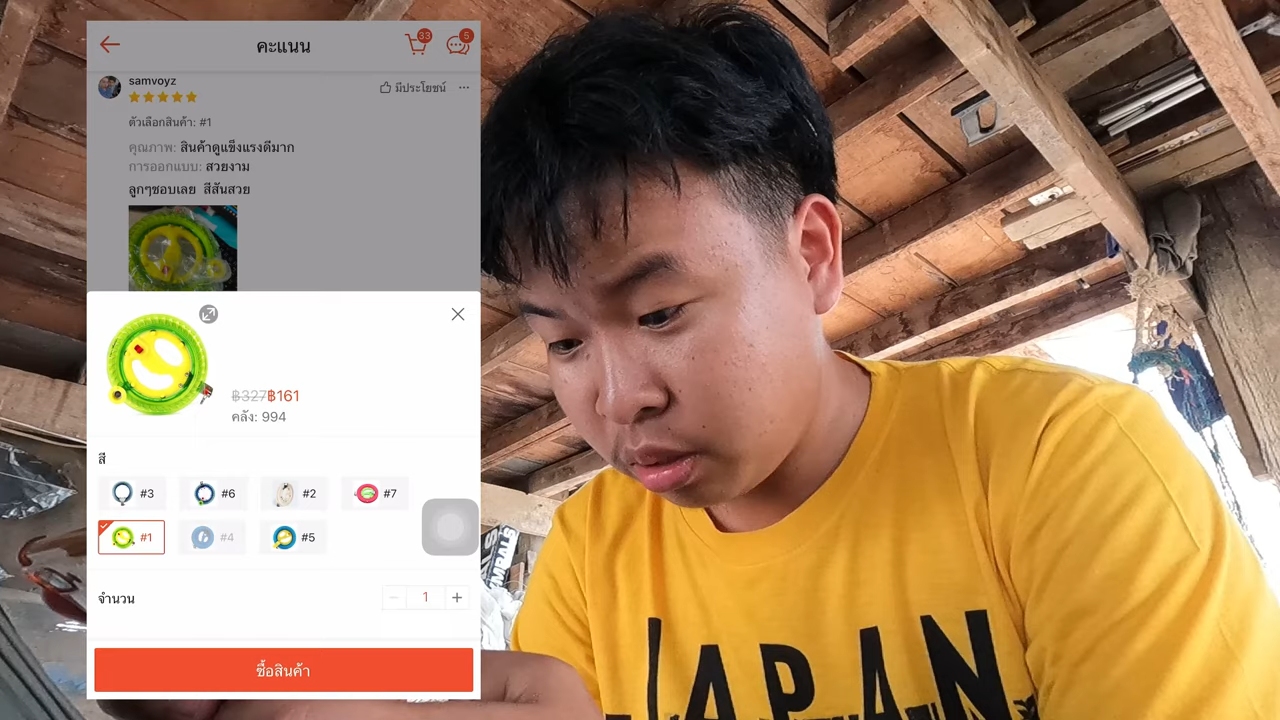 คะแนน
33
5
samvoyz
มีประโยชน์
ตัวเลือกสินค้า: #1
คุณภาพ: สินค้าดูแข็งแรงดีมาก
การออกแบบ: สวยงาม
ลูกๆชอบเลย สีสันสวย
฿327฿161
คลัง: 994
สี
#3 #6 #2 #7
#1 #4 #5
จำนวน
1
ซื้อสินค้า
JAPAN